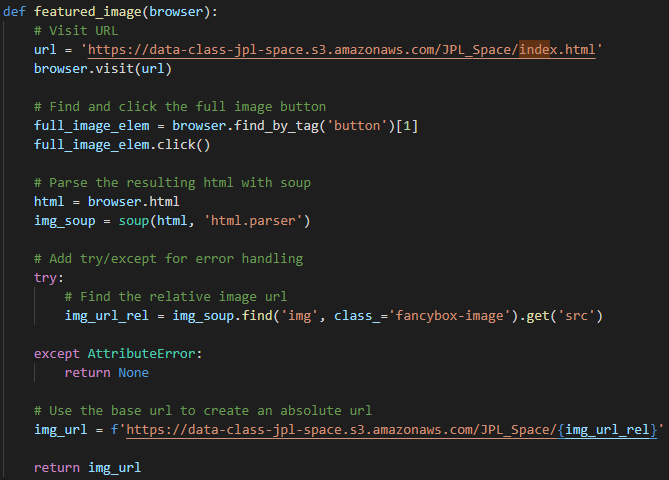 def featured_image(browser):
    # Visit URL
    url = 'https://data-class-jpl-space.s3.amazonaws.com/JPL_Space/index.html'
    browser.visit(url)

    # Find and click the full image button
    full_image_elem = browser.find_by_tag('button')[1]
    full_image_elem.click()

    # Parse the resulting html with soup
    html = browser.html
    img_soup = soup(html, 'html.parser')

    # Add try/except for error handling
    try:
        # Find the relative image url
        img_url_rel = img_soup.find('img', class_='fancybox-image').get('src')

    except AttributeError:
        return None

    # Use the base url to create an absolute url
    img_url = f'https://data-class-jpl-space.s3.amazonaws.com/JPL_Space/{img_url_rel}'

    return img_url